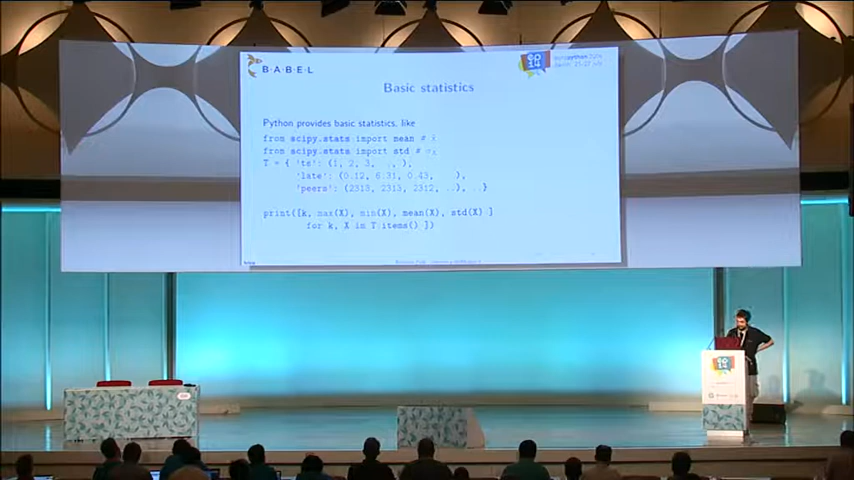 B·A·B·E·L
Basic statistics
Python provides basic statistics, like
from scipy.stats import mean # x̄
from scipy.stats import std # σx
T = { 'ts': (1, 2, 3, ..., ),
'late': (0.12, 6.31, 0.43, ),
'peers': (2313, 2313, 2312, ...), ...}
print([k, max(X), min(X), mean(X), std(X) ]
for k, X in T items() ])